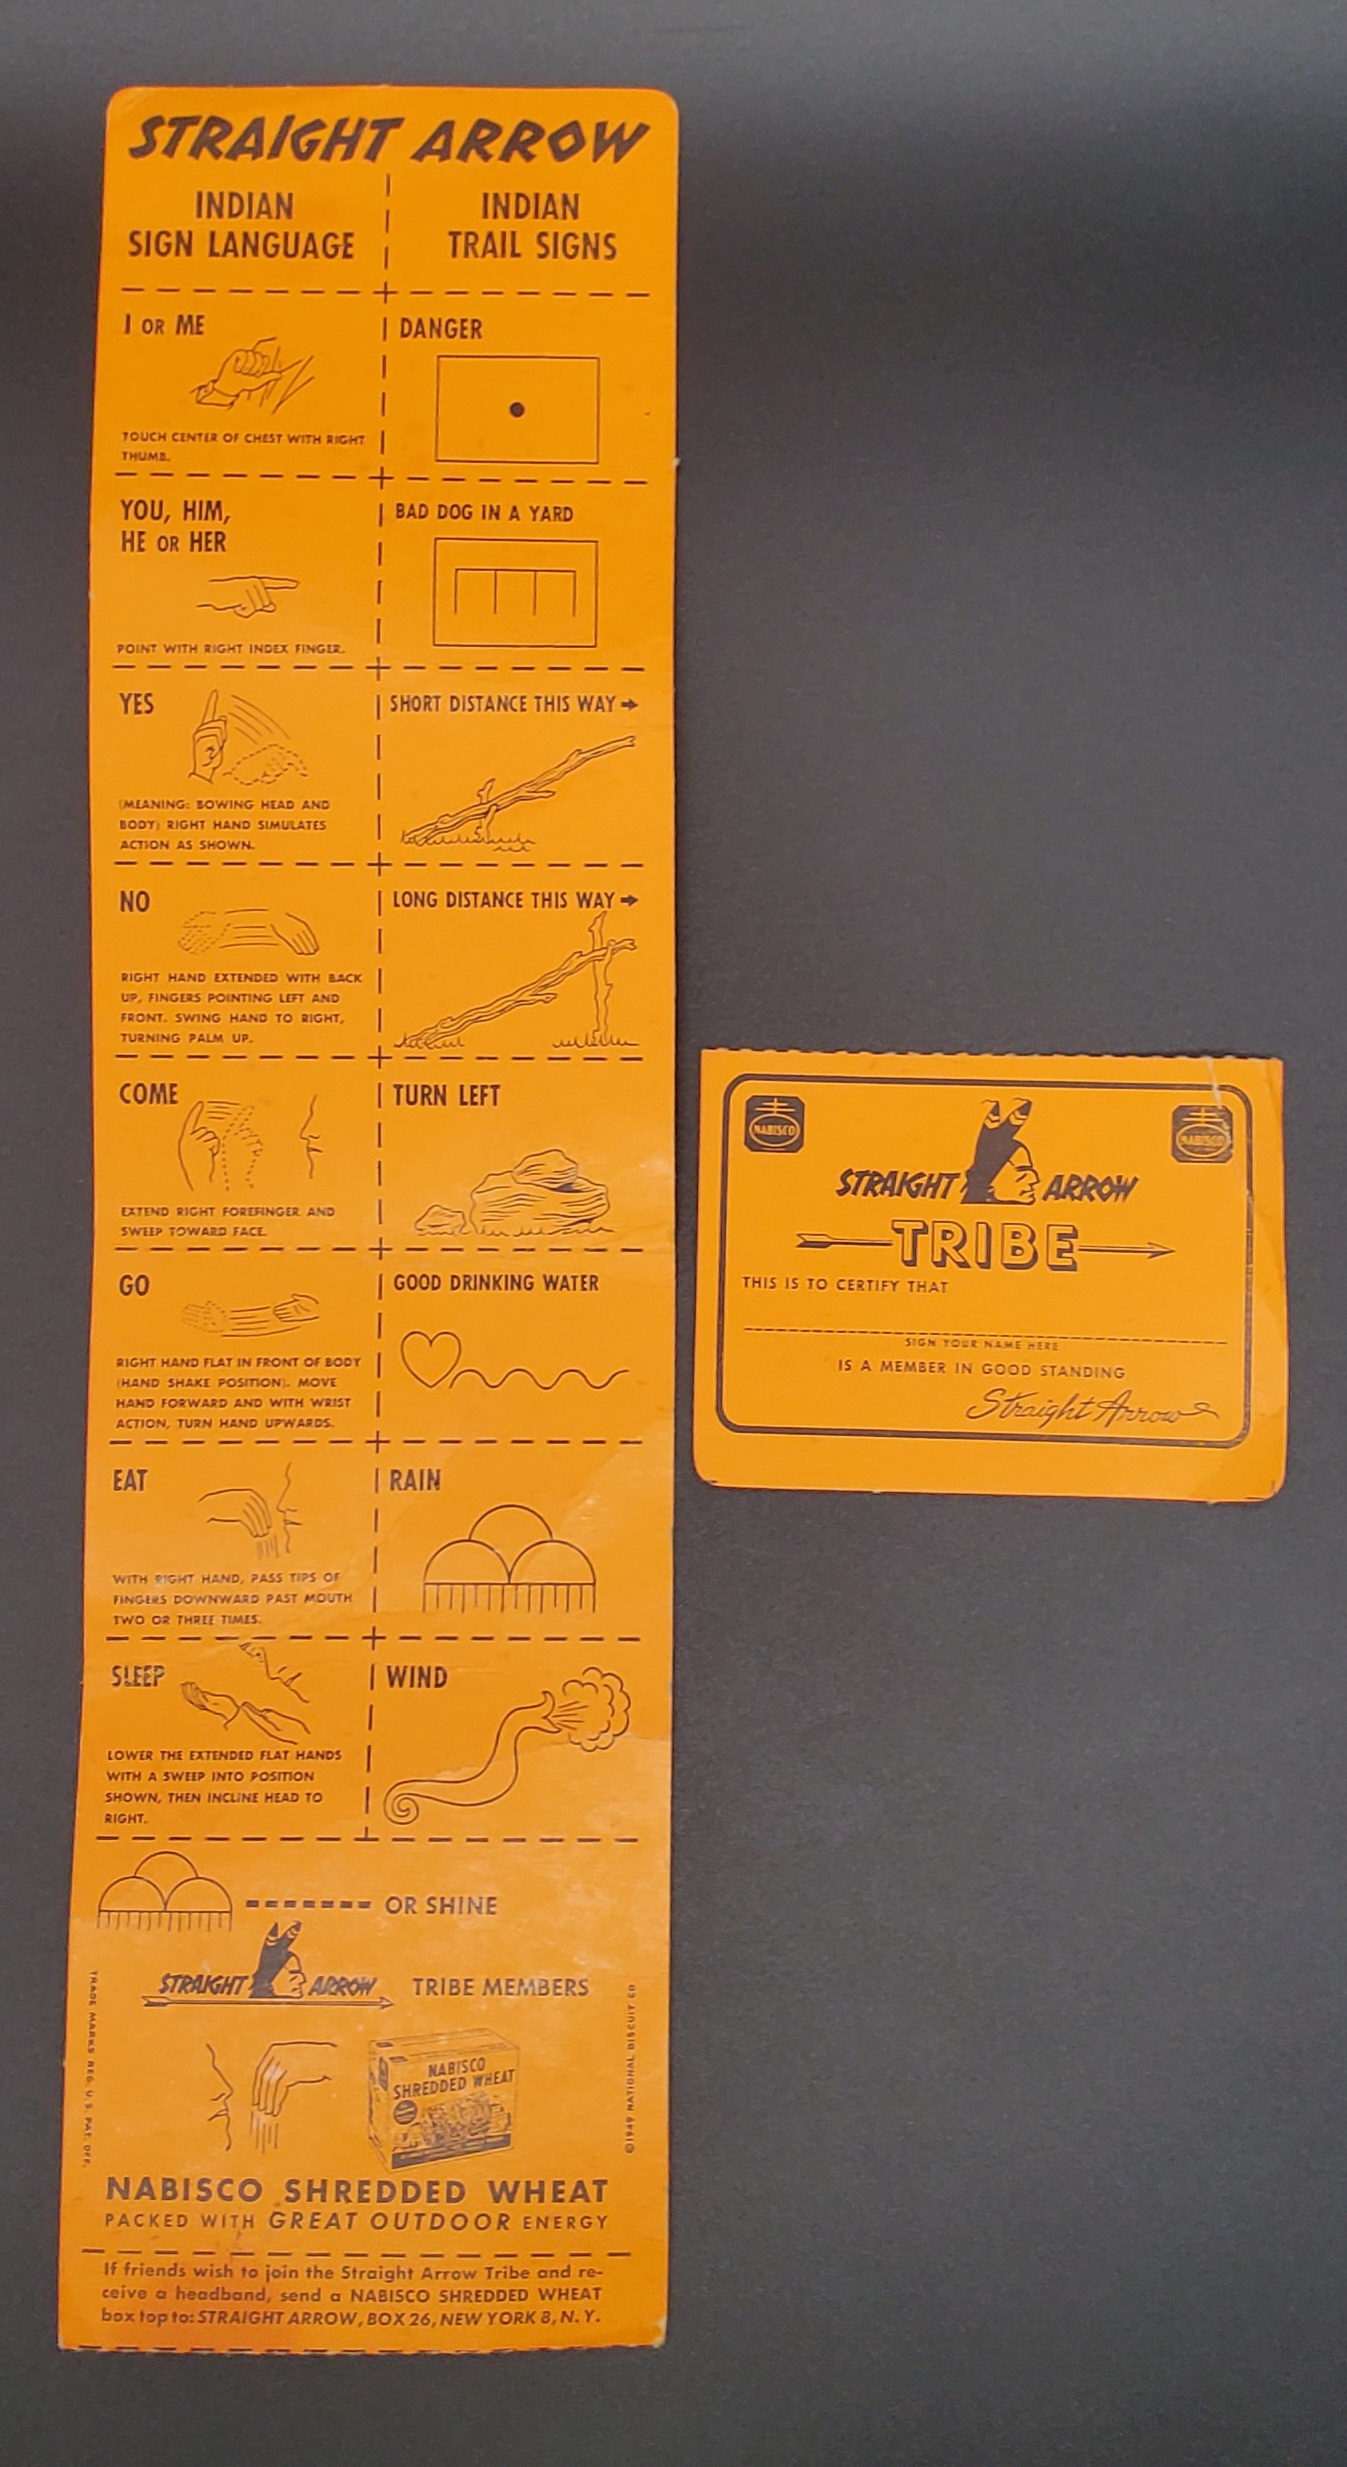 STRAIGHT ARROW
INDIAN
SIGN LANGUAGE
INDIAN
TRAIL SIGNS
I OR ME
TOUCH CENTER OF CHEST WITH RIGHT
THUMB.
DANGER
YOU, HIM,
HE OR HER
POINT WITH RIGHT INDEX FINGER.
BAD DOG IN A YARD
YES
(MEANING: BOWING HEAD AND
BODY) RIGHT HAND SIMULATES
ACTION AS SHOWN.
SHORT DISTANCE THIS WAY →
NO
RIGHT HAND EXTENDED WITH BACK
UP, FINGERS POINTING LEFT AND
FRONT. SWING HAND TO RIGHT,
TURNING PALM UP.
LONG DISTANCE THIS WAY →
COME
EXTEND RIGHT FOREFINGER AND
SWEEP TOWARD FACE.
TURN LEFT
GO
RIGHT HAND FLAT IN FRONT OF BODY
(HAND SHAKE POSITION). MOVE
HAND FORWARD AND WITH WRIST
ACTION, TURN HAND UPWARDS.
GOOD DRINKING WATER
EAT
WITH RIGHT HAND, PASS TIPS OF
FINGERS DOWNWARD PAST MOUTH
TWO OR THREE TIMES.
RAIN
SLEEP
LOWER THE EXTENDED FLAT HANDS
WITH A SWEEP INTO POSITION
SHOWN, THEN INCLINE HEAD TO
RIGHT.
WIND
OR SHINE
STRAIGHT ARROW TRIBE MEMBERS
TRADE MARKS REG. U. S. PAT. OFF.
©1949 NATIONAL BISCUIT CO
NABISCO
SHREDDED WHEAT
NABISCO SHREDDED WHEAT
PACKED WITH GREAT OUTDOOR ENERGY
If friends wish to join the Straight Arrow Tribe and re-
ceive a headband, send a NABISCO SHREDDED WHEAT
box top to: STRAIGHT ARROW, BOX 26, NEW YORK 8, N. Y.
NABISCO
NABISCO
STRAIGHT ARROW
TRIBE
THIS IS TO CERTIFY THAT
SIGN YOUR NAME HERE
IS A MEMBER IN GOOD STANDING
Straight Arrow